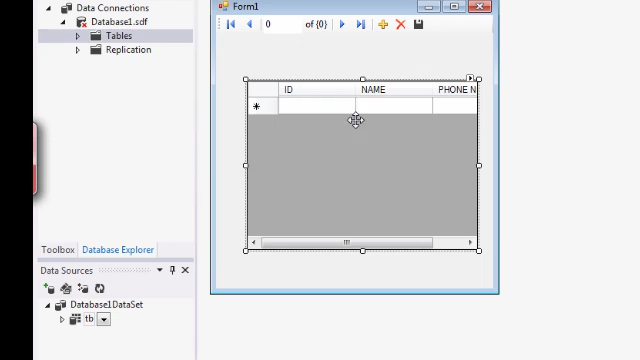 Data Connections
Database1.sdf
Tables
Replication
Toolbox
Database Explorer
Data Sources
Database1DataSet
tb
Form1
0
of {0}
ID
NAME
PHONE N